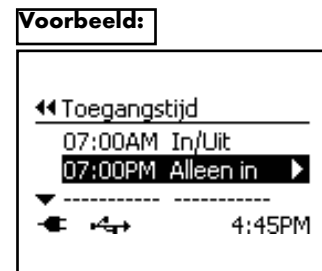 Voorbeeld:
Toegangstijd
07:00AM In/Uit
07:00PM Alleen in
----------- -----------
4:45PM